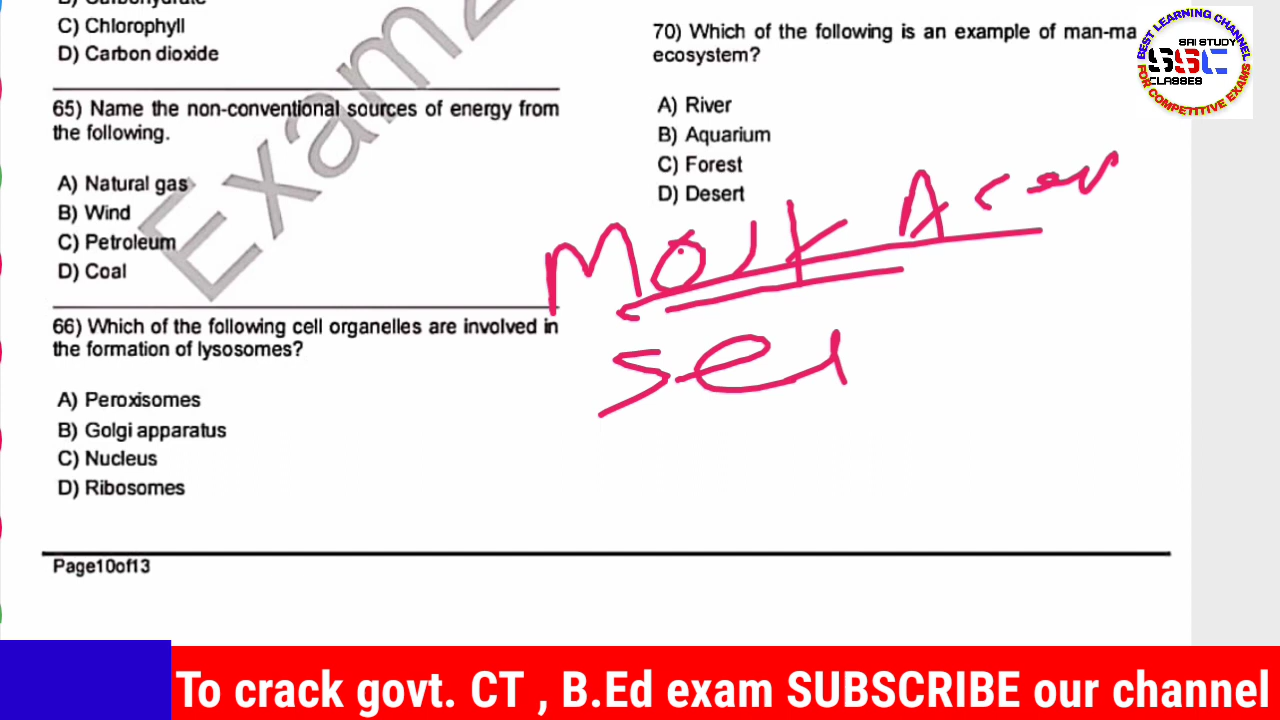 C) Chlorophyll
D) Carbon dioxide
65) Name the non-conventional sources of energy from
the following.
A) Natural gas
B) Wind
C) Petroleum
D) Coal
66) Which of the following cell organelles are involved in
the formation of lysosomes?
A) Peroxisomes
B) Golgi apparatus
C) Nucleus
D) Ribosomes
Page10of13
70) Which of the following is an example of man-ma
ecosystem?
A) River
B) Aquarium
C) Forest
D) Desert
BEST LEARNING CHANNEL
SRI STUDY
SSC
CLASSES
FOR COMPETITIVE EXAMS
To crack govt. CT , B.Ed exam SUBSCRIBE our channel